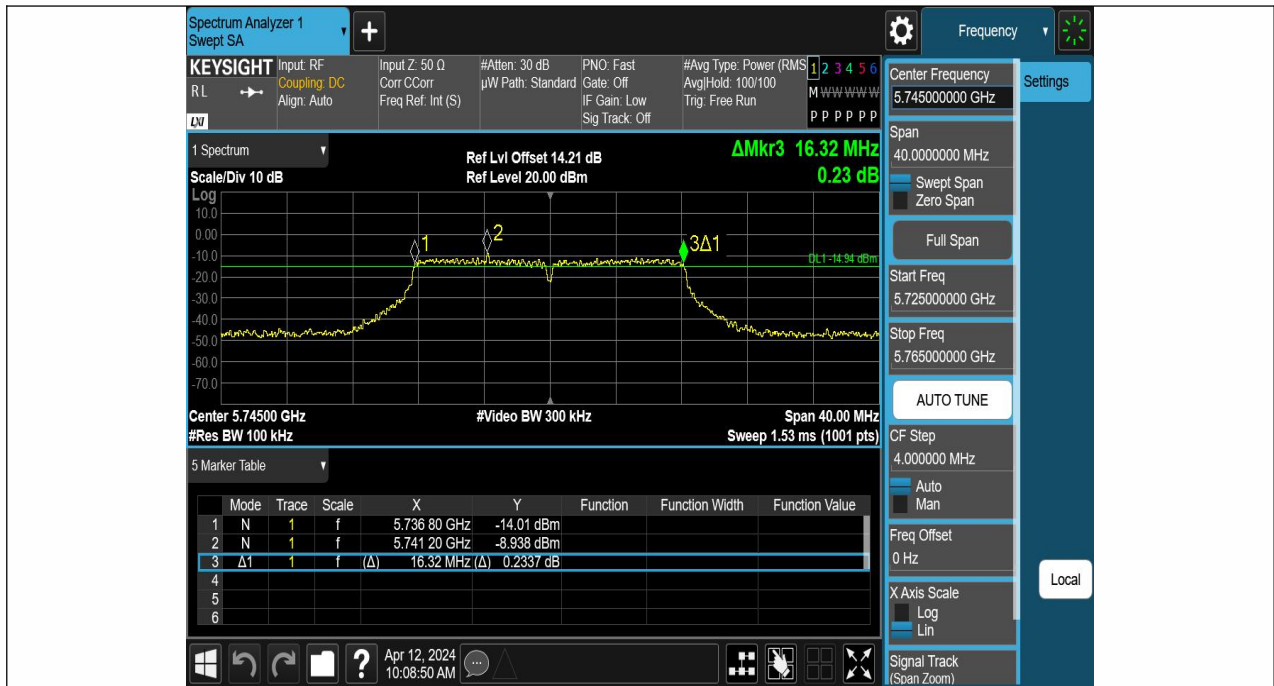 Spectrum Analyzer 1
Swept SA
+
Frequency
KEYSIGHT
RL
LXI
Input: RF
Coupling: DC
Align: Auto
Input Z: 50 Ω
Corr CCorr
Freq Ref: Int (S)
#Atten: 30 dB
µW Path: Standard
PNO: Fast
Gate: Off
IF Gain: Low
Sig Track: Off
#Avg Type: Power (RMS
Avg|Hold: 100/100
Trig: Free Run
1 2 3 4 5 6
M W W W W W
P P P P P P
1 Spectrum
Scale/Div 10 dB
Ref Lvl Offset 14.21 dB
Ref Level 20.00 dBm
ΔMkr3 16.32 MHz
0.23 dB
Log
10.0
0.00
-10.0
-20.0
-30.0
-40.0
-50.0
-60.0
-70.0
1
2
3Δ1
DL1 -14.94 dBm
Center 5.74500 GHz
#Video BW 300 kHz
Span 40.00 MHz
#Res BW 100 kHz
Sweep 1.53 ms (1001 pts)
5 Marker Table
Mode Trace Scale X Y Function Function Width Function Value
1 N 1 f 5.736 80 GHz -14.01 dBm
2 N 1 f 5.741 20 GHz -8.938 dBm
3 Δ1 1 f (Δ) 16.32 MHz (Δ) 0.2337 dB
4
5
6
?
Apr 12, 2024
10:08:50 AM
Center Frequency
5.745000000 GHz
Span
40.0000000 MHz
Swept Span
Zero Span
Full Span
Start Freq
5.725000000 GHz
Stop Freq
5.765000000 GHz
AUTO TUNE
CF Step
4.000000 MHz
Auto
Man
Freq Offset
0 Hz
X Axis Scale
Log
Lin
Signal Track
(Span Zoom)
Settings
Local